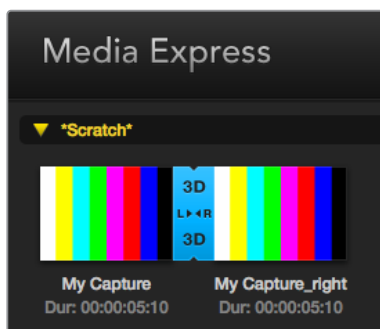 Media Express
*Scratch*
3D
L R
3D
My Capture
My Capture_right
Dur: 00:00:05:10
Dur: 00:00:05:10